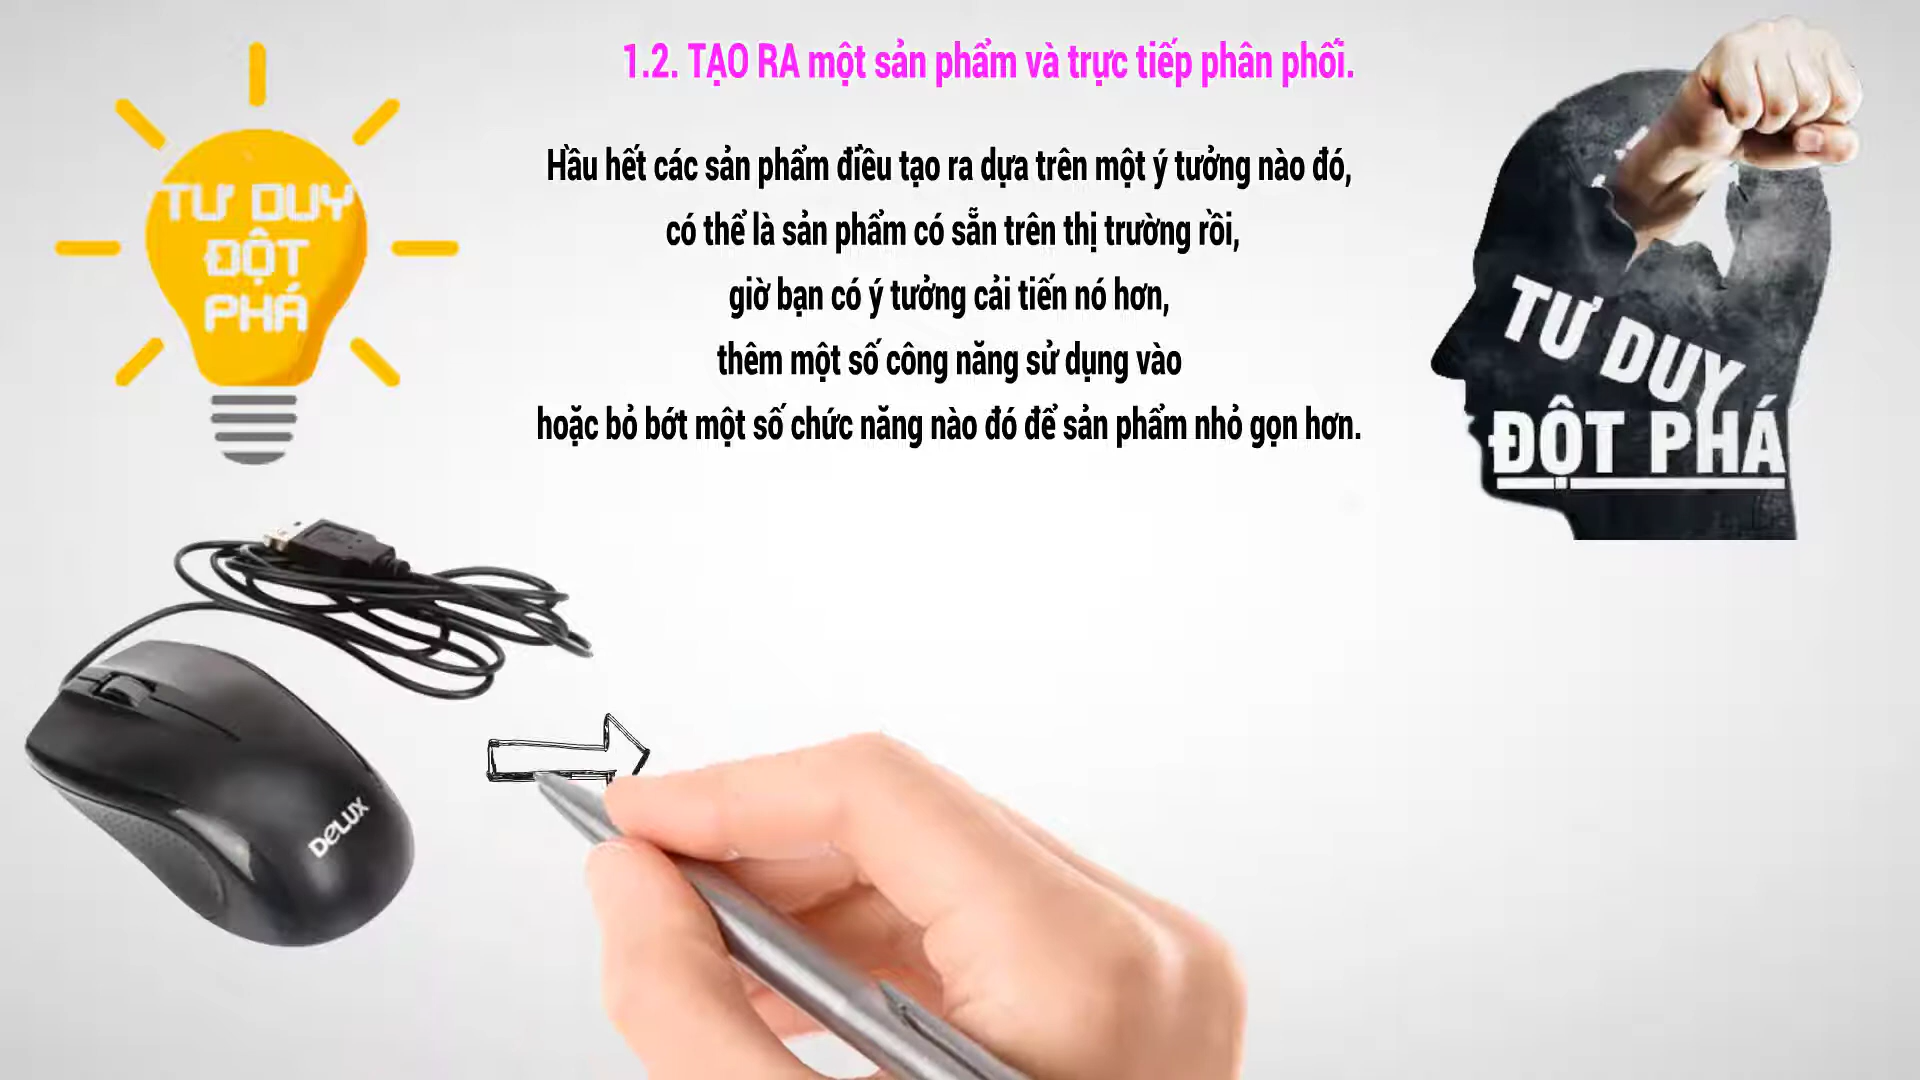 1.2. TẠO RA một sản phẩm và trực tiếp phân phối.
Hầu hết các sản phẩm điều tạo ra dựa trên một ý tưởng nào đó,
có thể là sản phẩm có sẵn trên thị trường rồi,
giờ bạn có ý tưởng cải tiến nó hơn,
thêm một số công năng sử dụng vào
hoặc bỏ bớt một số chức năng nào đó để sản phẩm nhỏ gọn hơn.
TƯ DUY
ĐỘT
PHÁ
TƯ DUY
ĐỘT PHÁ
DeLUX